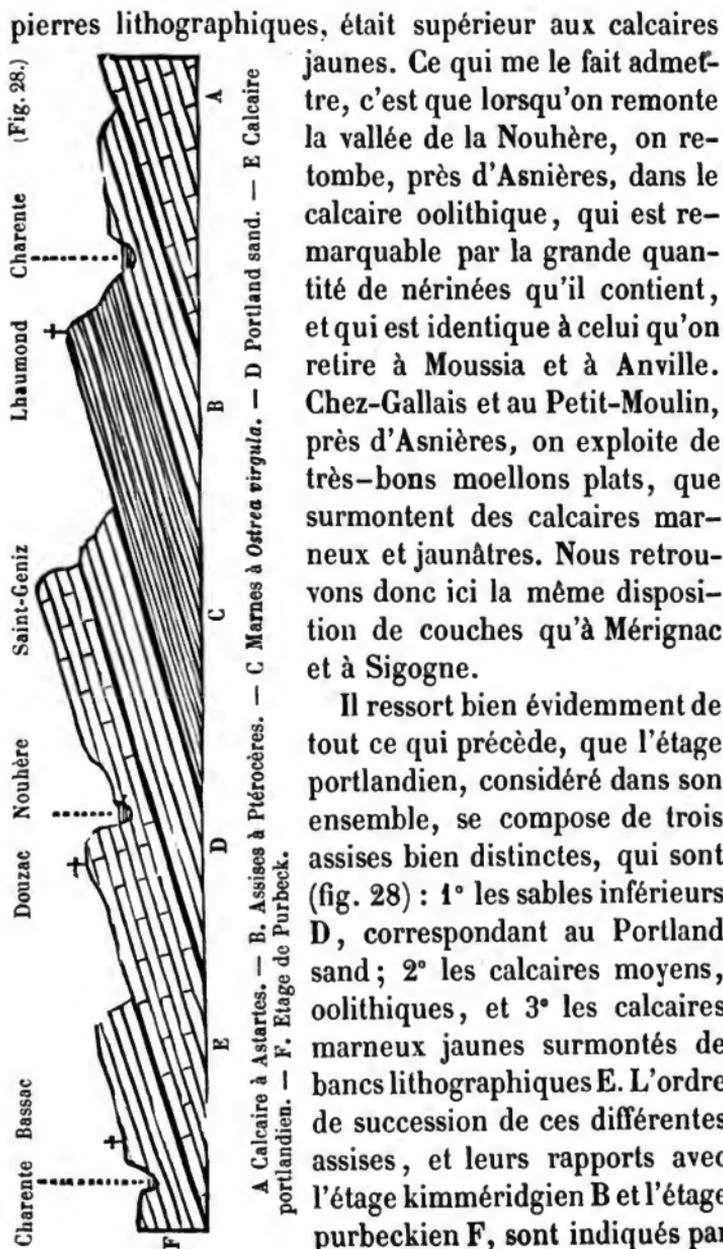 pierres lithographiques, était supérieur aux calcaires
jaunes. Ce qui me le fait admet-
tre, c'est que lorsqu'on remonte
la vallée de la Nouhère, on re-
tombe, près d'Asnières, dans le
calcaire oolithique, qui est re-
marquable par la grande quan-
tité de nérinées qu'il contient,
et qui est identique à celui qu'on
retire à Moussia et à Anville.
Chez-Gallais et au Petit-Moulin,
près d'Asnières, on exploite de
très-bons moellons plats, que
surmontent des calcaires mar-
neux et jaunâtres. Nous retrou-
vons donc ici la même disposi-
tion de couches qu'à Mérignac
et à Sigogne.
Il ressort bien évidemment de
tout ce qui précède, que l'étage
portlandien, considéré dans son
ensemble, se compose de trois
assises bien distinctes, qui sont
(fig. 28) : 1° les sables inférieurs
D, correspondant au Portland
sand; 2° les calcaires moyens,
oolithiques, et 3° les calcaires
marneux jaunes surmontés de
bancs lithographiques E. L'ordre
de succession de ces différentes
assises, et leurs rapports avec
l'étage kimméridgien B et l'étage
purbeckien F, sont indiqués par
Charente Bassac Douzac Nouhère Saint-Geniz Lhaumond Charente (Fig. 28.)
F E D C B A
A Calcaire à Astartes. — B. Assises à Ptérocères. — C Marnes à Ostrea virgula. — D Portland sand. — E Calcaire
portlandien. — F. Etage de Purbeck.